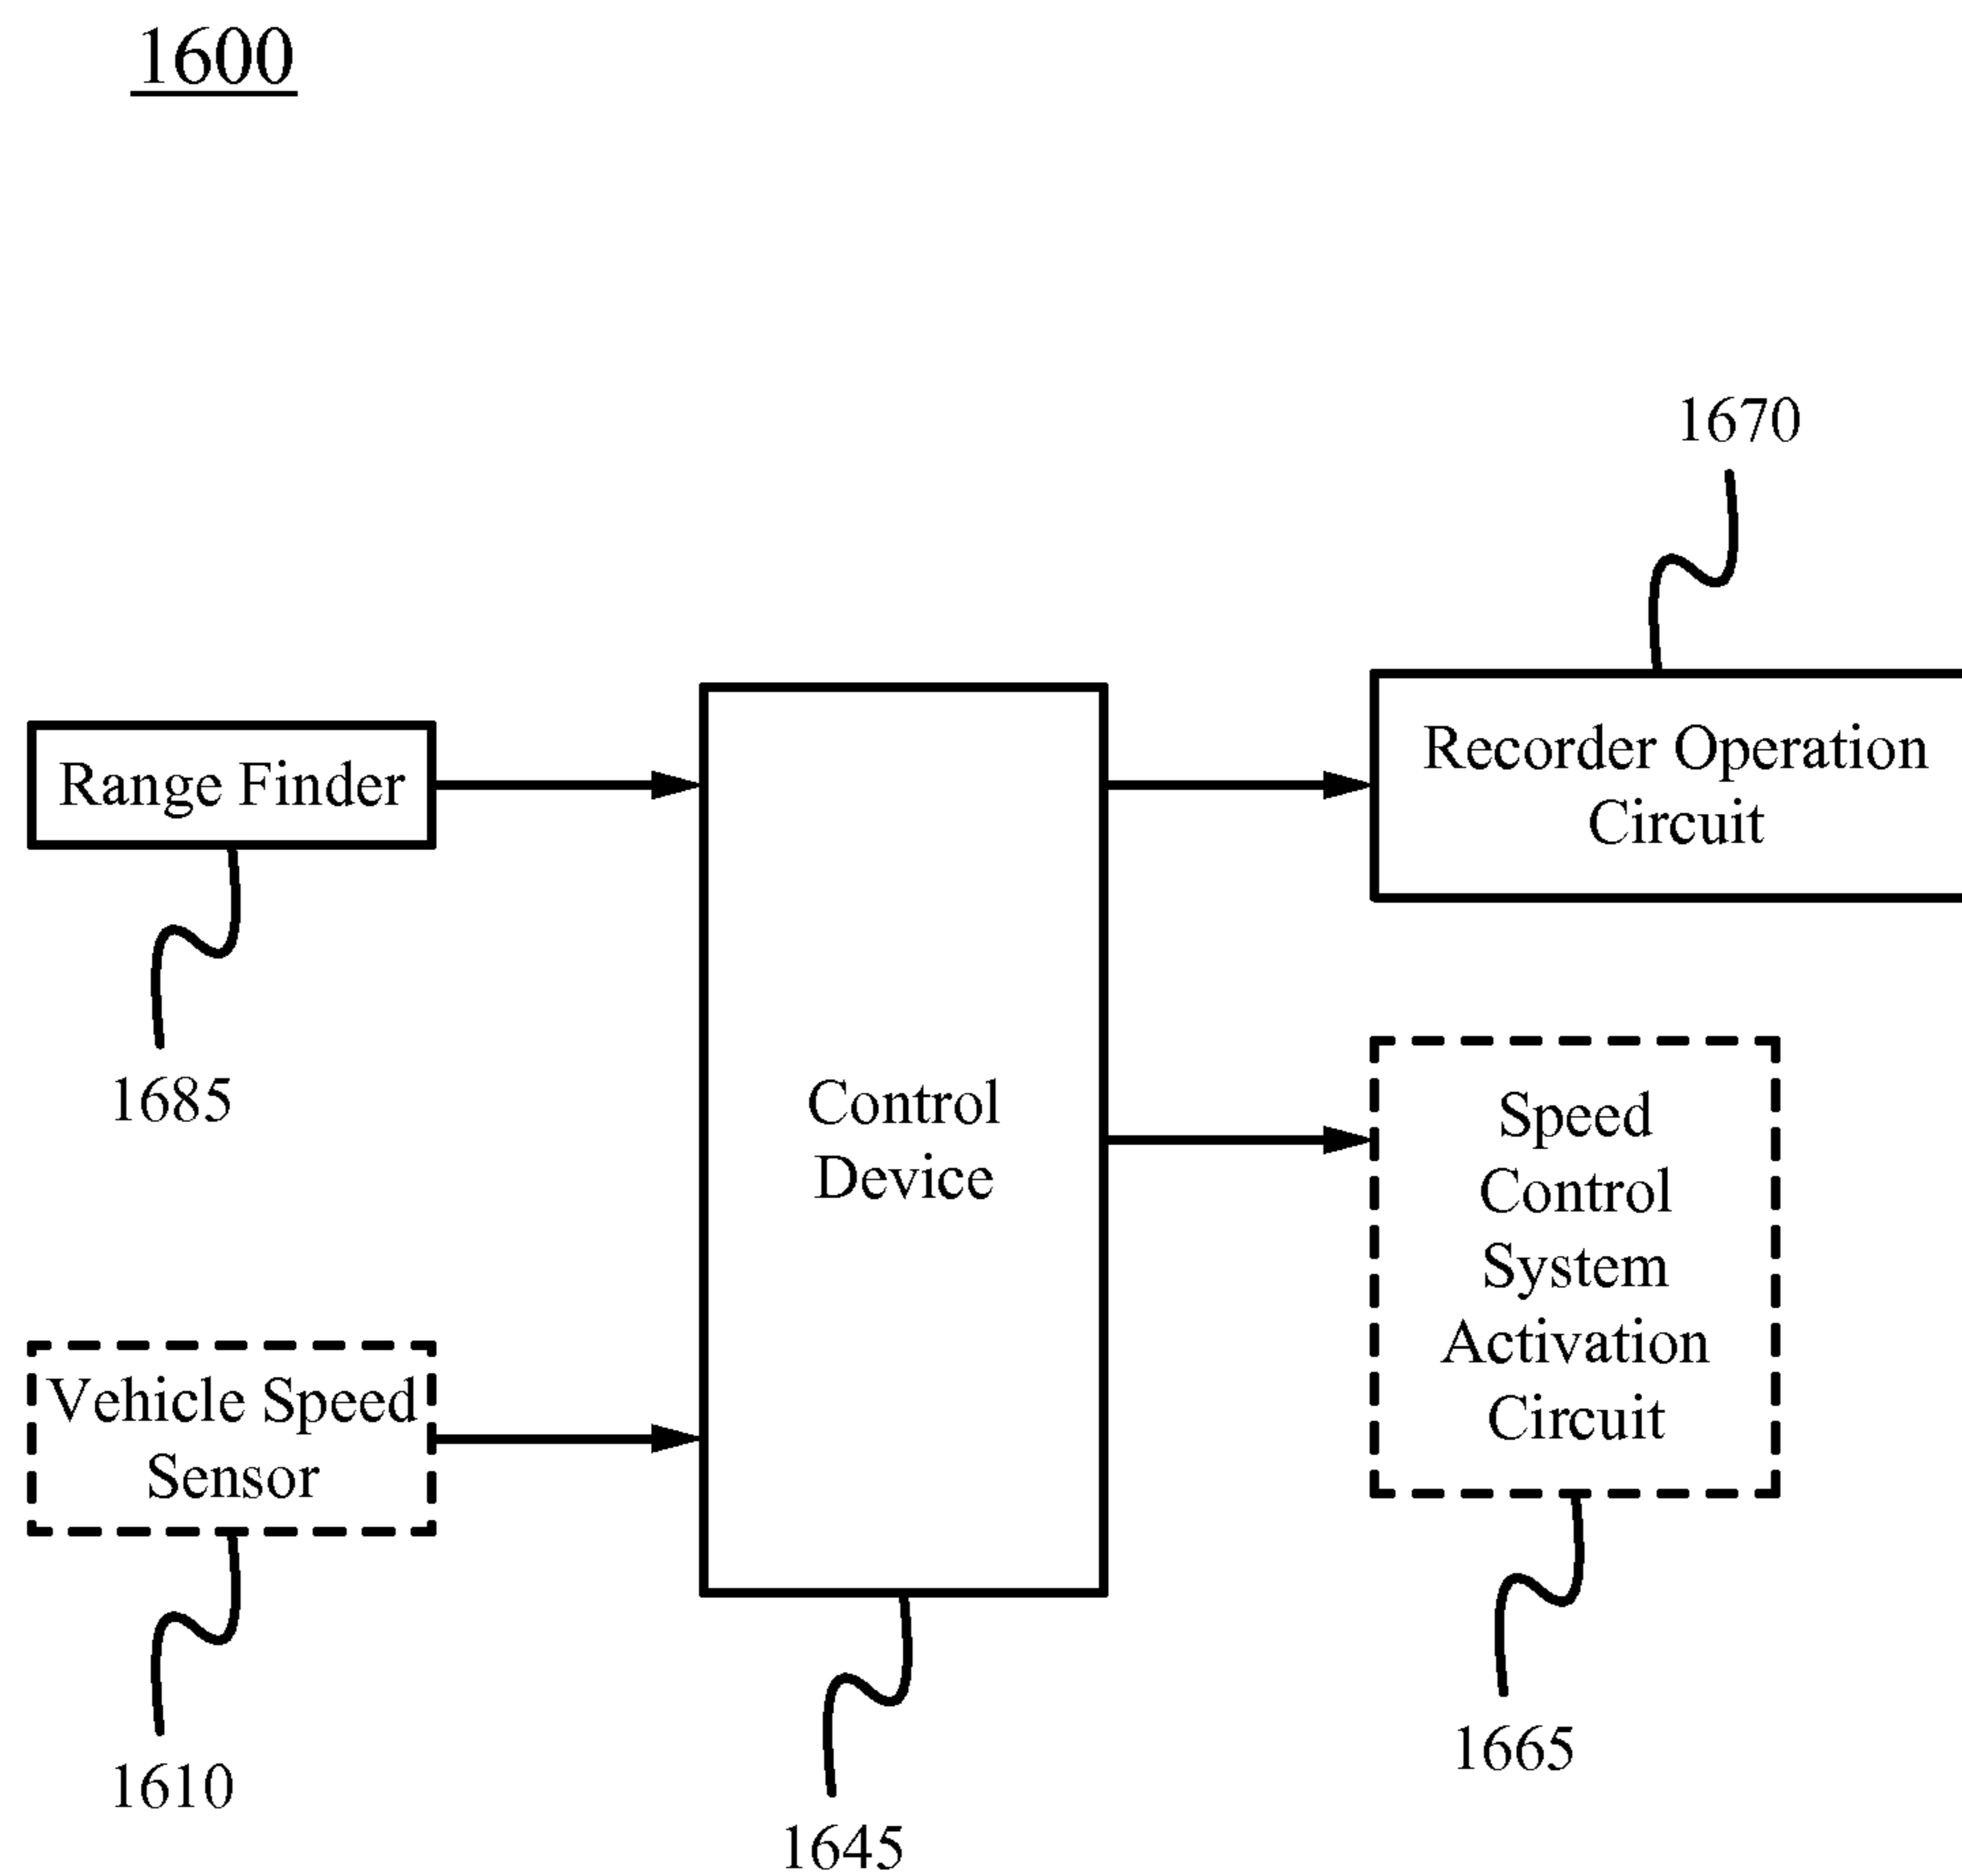 1600
1670
Recorder Operation
Circuit
Range Finder
1685
Control
Device
Speed
Control
System
Activation
Circuit
Vehicle Speed
Sensor
1610
1645
1665